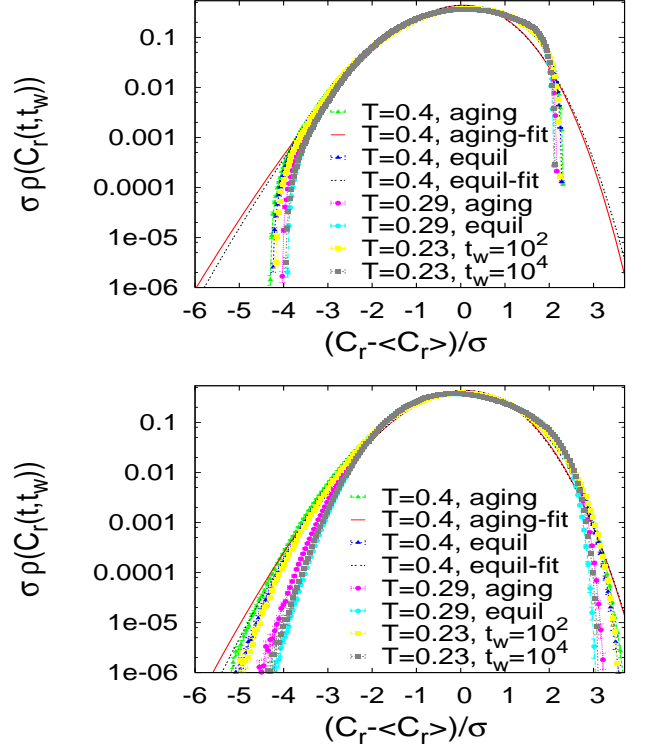 0.1
0.01
0.001
0.0001
1e-05
1e-06
σ ρ(C_r(t,t_w))
T=0.4, aging
T=0.4, aging-fit
T=0.4, equil
T=0.4, equil-fit
T=0.29, aging
T=0.29, equil
T=0.23, t_w=10^2
T=0.23, t_w=10^4
-6 -5 -4 -3 -2 -1 0 1 2 3
(C_r-<C_r>)/σ
0.1
0.01
0.001
0.0001
1e-05
1e-06
σ ρ(C_r(t,t_w))
T=0.4, aging
T=0.4, aging-fit
T=0.4, equil
T=0.4, equil-fit
T=0.29, aging
T=0.29, equil
T=0.23, t_w=10^2
T=0.23, t_w=10^4
-6 -5 -4 -3 -2 -1 0 1 2 3
(C_r-<C_r>)/σ